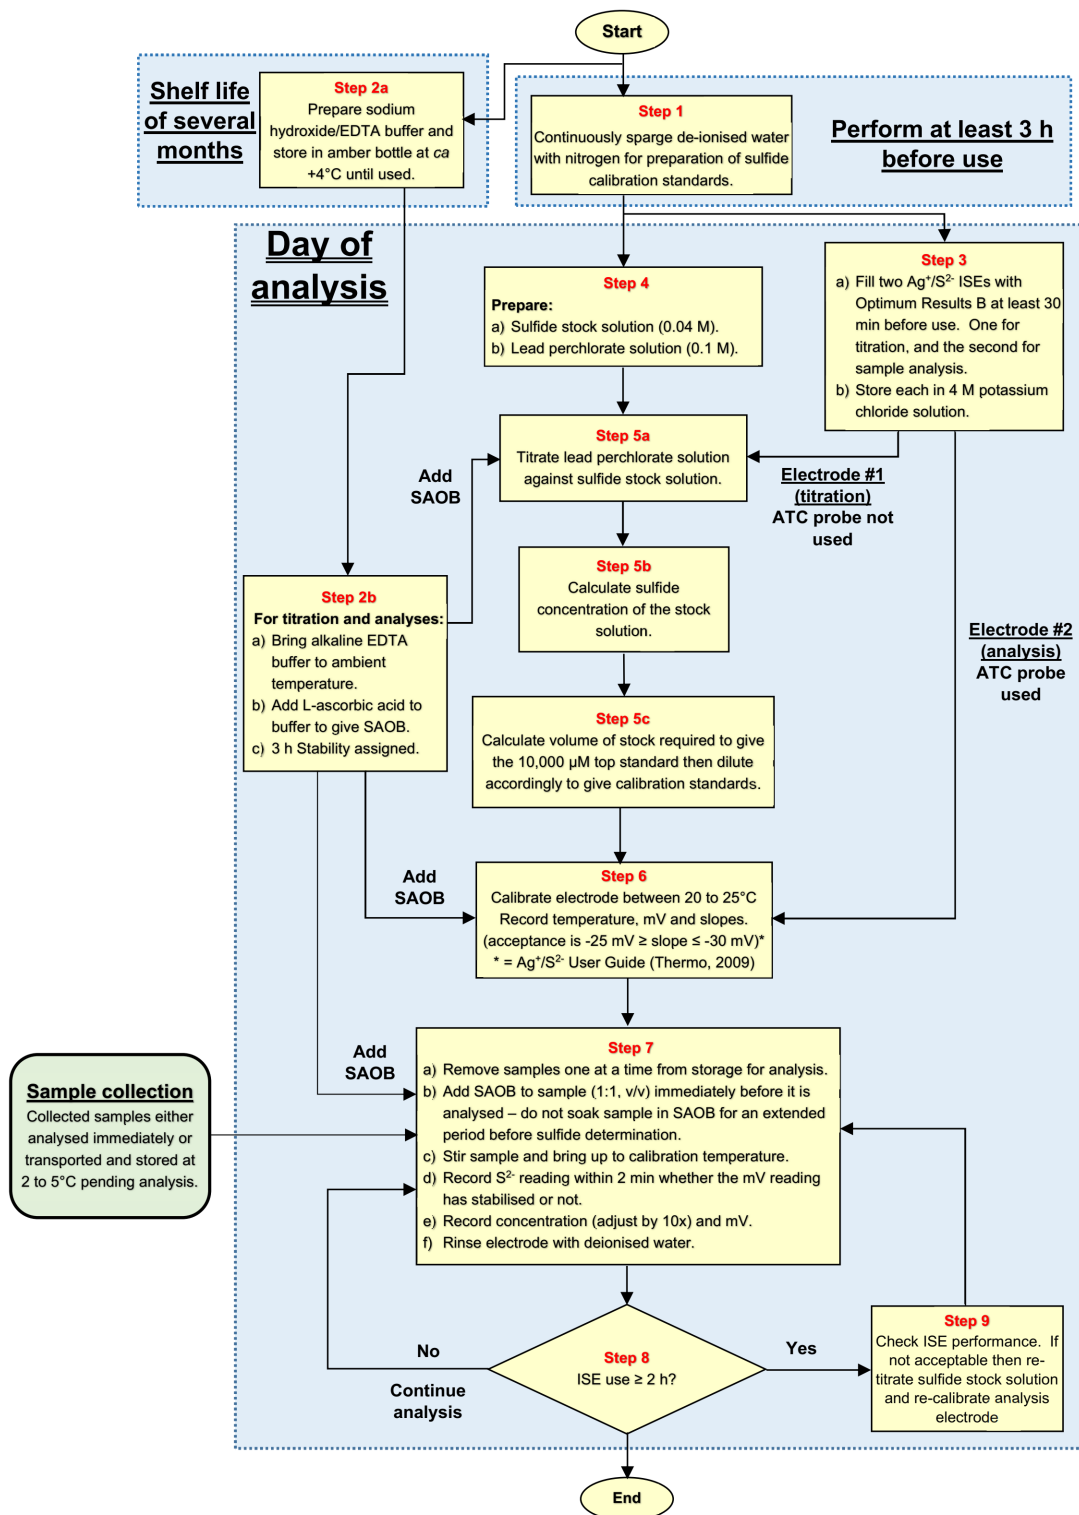 Start
Shelf life
of several
months
Step 2a
Prepare sodium
hydroxide/EDTA buffer and
store in amber bottle at ca
+4°C until used.
Step 1
Continuously sparge de-ionised water
with nitrogen for preparation of sulfide
calibration standards.
Perform at least 3 h
before use
Day of
analysis
Step 4
Prepare:
a) Sulfide stock solution (0.04 M).
b) Lead perchlorate solution (0.1 M).
Step 3
a) Fill two Ag⁺/S²⁻ ISEs with
Optimum Results B at least 30
min before use. One for
titration, and the second for
sample analysis.
b) Store each in 4 M potassium
chloride solution.
Step 5a
Titrate lead perchlorate solution
against sulfide stock solution.
Add
SAOB
Electrode #1
(titration)
ATC probe not
used
Step 5b
Calculate sulfide
concentration of the stock
solution.
Step 2b
For titration and analyses:
a) Bring alkaline EDTA
buffer to ambient
temperature.
b) Add L-ascorbic acid to
buffer to give SAOB.
c) 3 h Stability assigned.
Electrode #2
(analysis)
ATC probe
used
Step 5c
Calculate volume of stock required to give
the 10,000 µM top standard then dilute
accordingly to give calibration standards.
Add
SAOB
Step 6
Calibrate electrode between 20 to 25°C
Record temperature, mV and slopes.
(acceptance is -25 mV ≥ slope ≤ -30 mV)*
* = Ag⁺/S²⁻ User Guide (Thermo, 2009)
Add
SAOB
Sample collection
Collected samples either
analysed immediately or
transported and stored at
2 to 5°C pending analysis.
Step 7
a) Remove samples one at a time from storage for analysis.
b) Add SAOB to sample (1:1, v/v) immediately before it is
analysed – do not soak sample in SAOB for an extended
period before sulfide determination.
c) Stir sample and bring up to calibration temperature.
d) Record S²⁻ reading within 2 min whether the mV reading
has stabilised or not.
e) Record concentration (adjust by 10x) and mV.
f) Rinse electrode with deionised water.
No
Continue
analysis
Step 8
ISE use ≥ 2 h?
Yes
Step 9
Check ISE performance. If
not acceptable then re-
titrate sulfide stock solution
and re-calibrate analysis
electrode
End